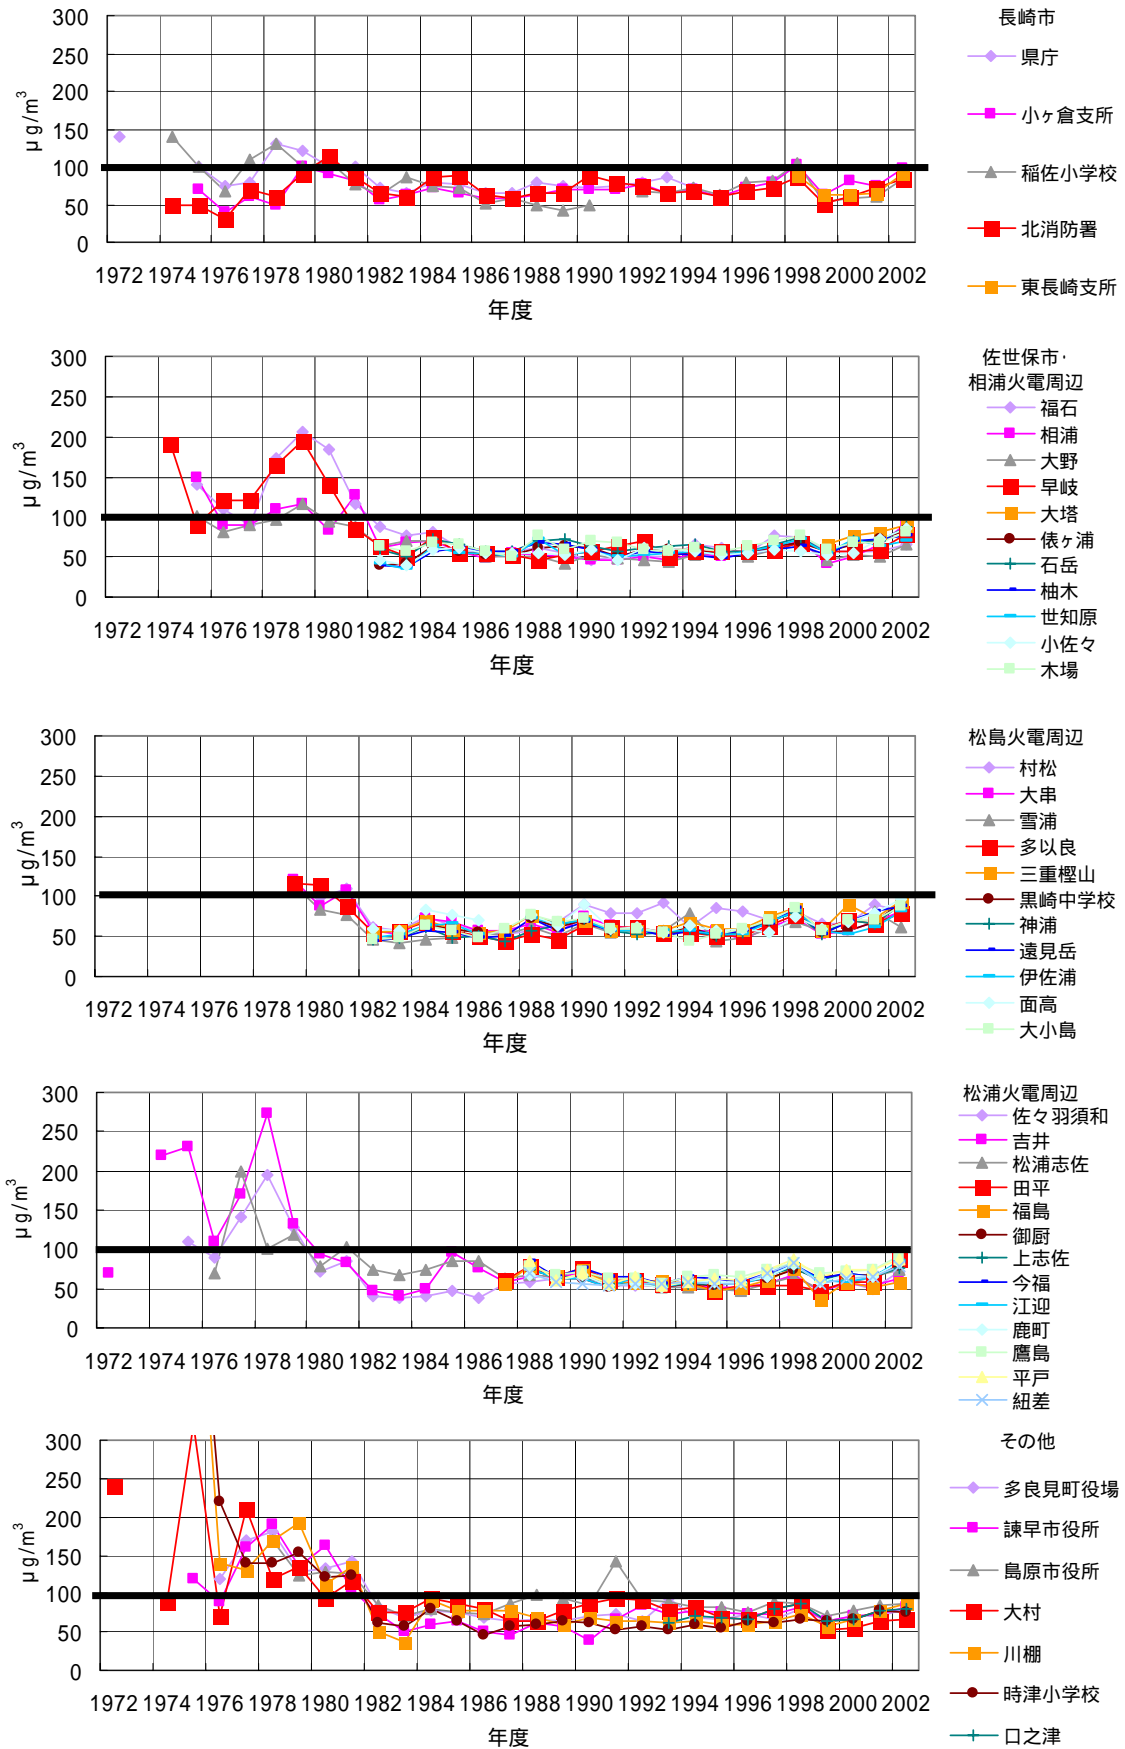 長崎市
300
250
200
150
100
50
0
μg/m³
1972 1974 1976 1978 1980 1982 1984 1986 1988 1990 1992 1994 1996 1998 2000 2002
年度
県庁
小ヶ倉支所
稲佐小学校
北消防署
東長崎支所
佐世保市・
相浦火電周辺
300
250
200
150
100
50
0
μg/m³
1972 1974 1976 1978 1980 1982 1984 1986 1988 1990 1992 1994 1996 1998 2000 2002
年度
福石
相浦
大野
早岐
大塔
俵ヶ浦
石岳
柚木
世知原
小佐々
木場
松島火電周辺
300
250
200
150
100
50
0
μg/m³
1972 1974 1976 1978 1980 1982 1984 1986 1988 1990 1992 1994 1996 1998 2000 2002
年度
村松
大串
雪浦
多以良
三重樫山
黒崎中学校
神浦
遠見岳
伊佐浦
面高
大小島
松浦火電周辺
300
250
200
150
100
50
0
μg/m³
1972 1974 1976 1978 1980 1982 1984 1986 1988 1990 1992 1994 1996 1998 2000 2002
年度
佐々羽須和
吉井
松浦志佐
田平
福島
御厨
上志佐
今福
江迎
鹿町
鷹島
平戸
紐差
その他
300
250
200
150
100
50
0
μg/m³
1972 1974 1976 1978 1980 1982 1984 1986 1988 1990 1992 1994 1996 1998 2000 2002
年度
多良見町役場
諫早市役所
島原市役所
大村
川棚
時津小学校
口之津